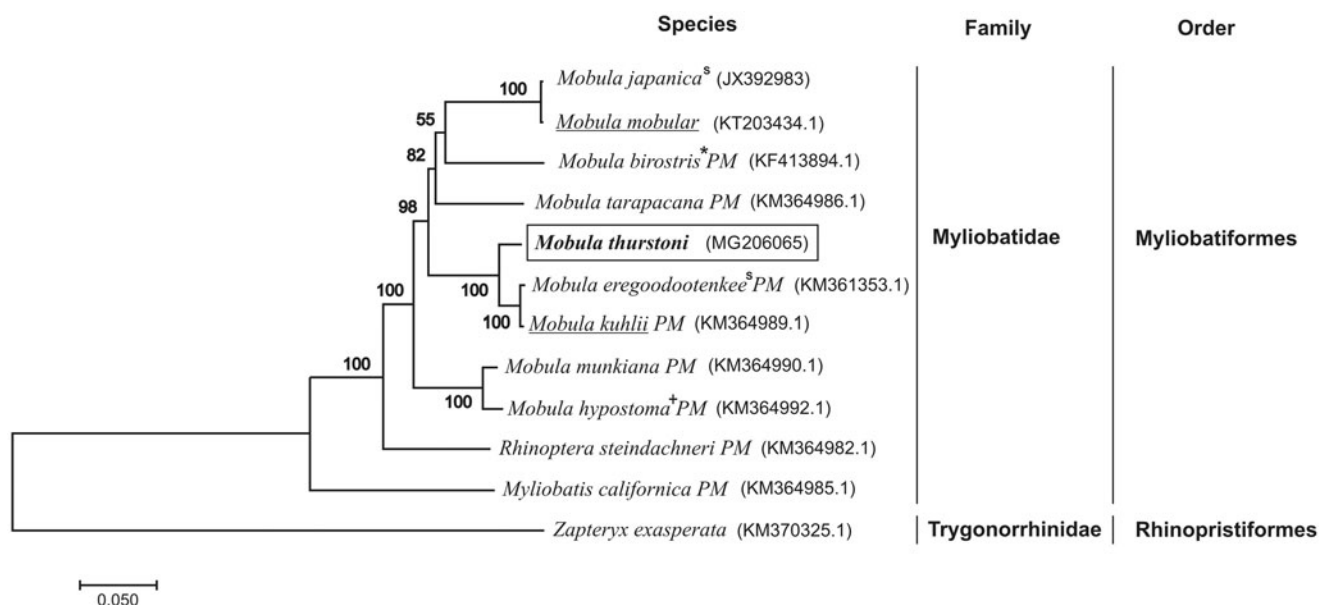 Species Family Order
Mobula japanicaˢ (JX392983)
100
Mobula mobular (KT203434.1)
55
Mobula birostris*PM (KF413894.1)
82
Mobula tarapacana PM (KM364986.1)
98
Mobula thurstoni (MG206065) Myliobatidae Myliobatiformes
Mobula eregoodootenkeeˢPM (KM361353.1)
100
100
Mobula kuhlii PM (KM364989.1)
100
Mobula munkiana PM (KM364990.1)
100
Mobula hypostoma⁺PM (KM364992.1)
100
Rhinoptera steindachneri PM (KM364982.1)
Myliobatis californica PM (KM364985.1)
Zapteryx exasperata (KM370325.1) Trygonorrhinidae Rhinopristiformes
0.050